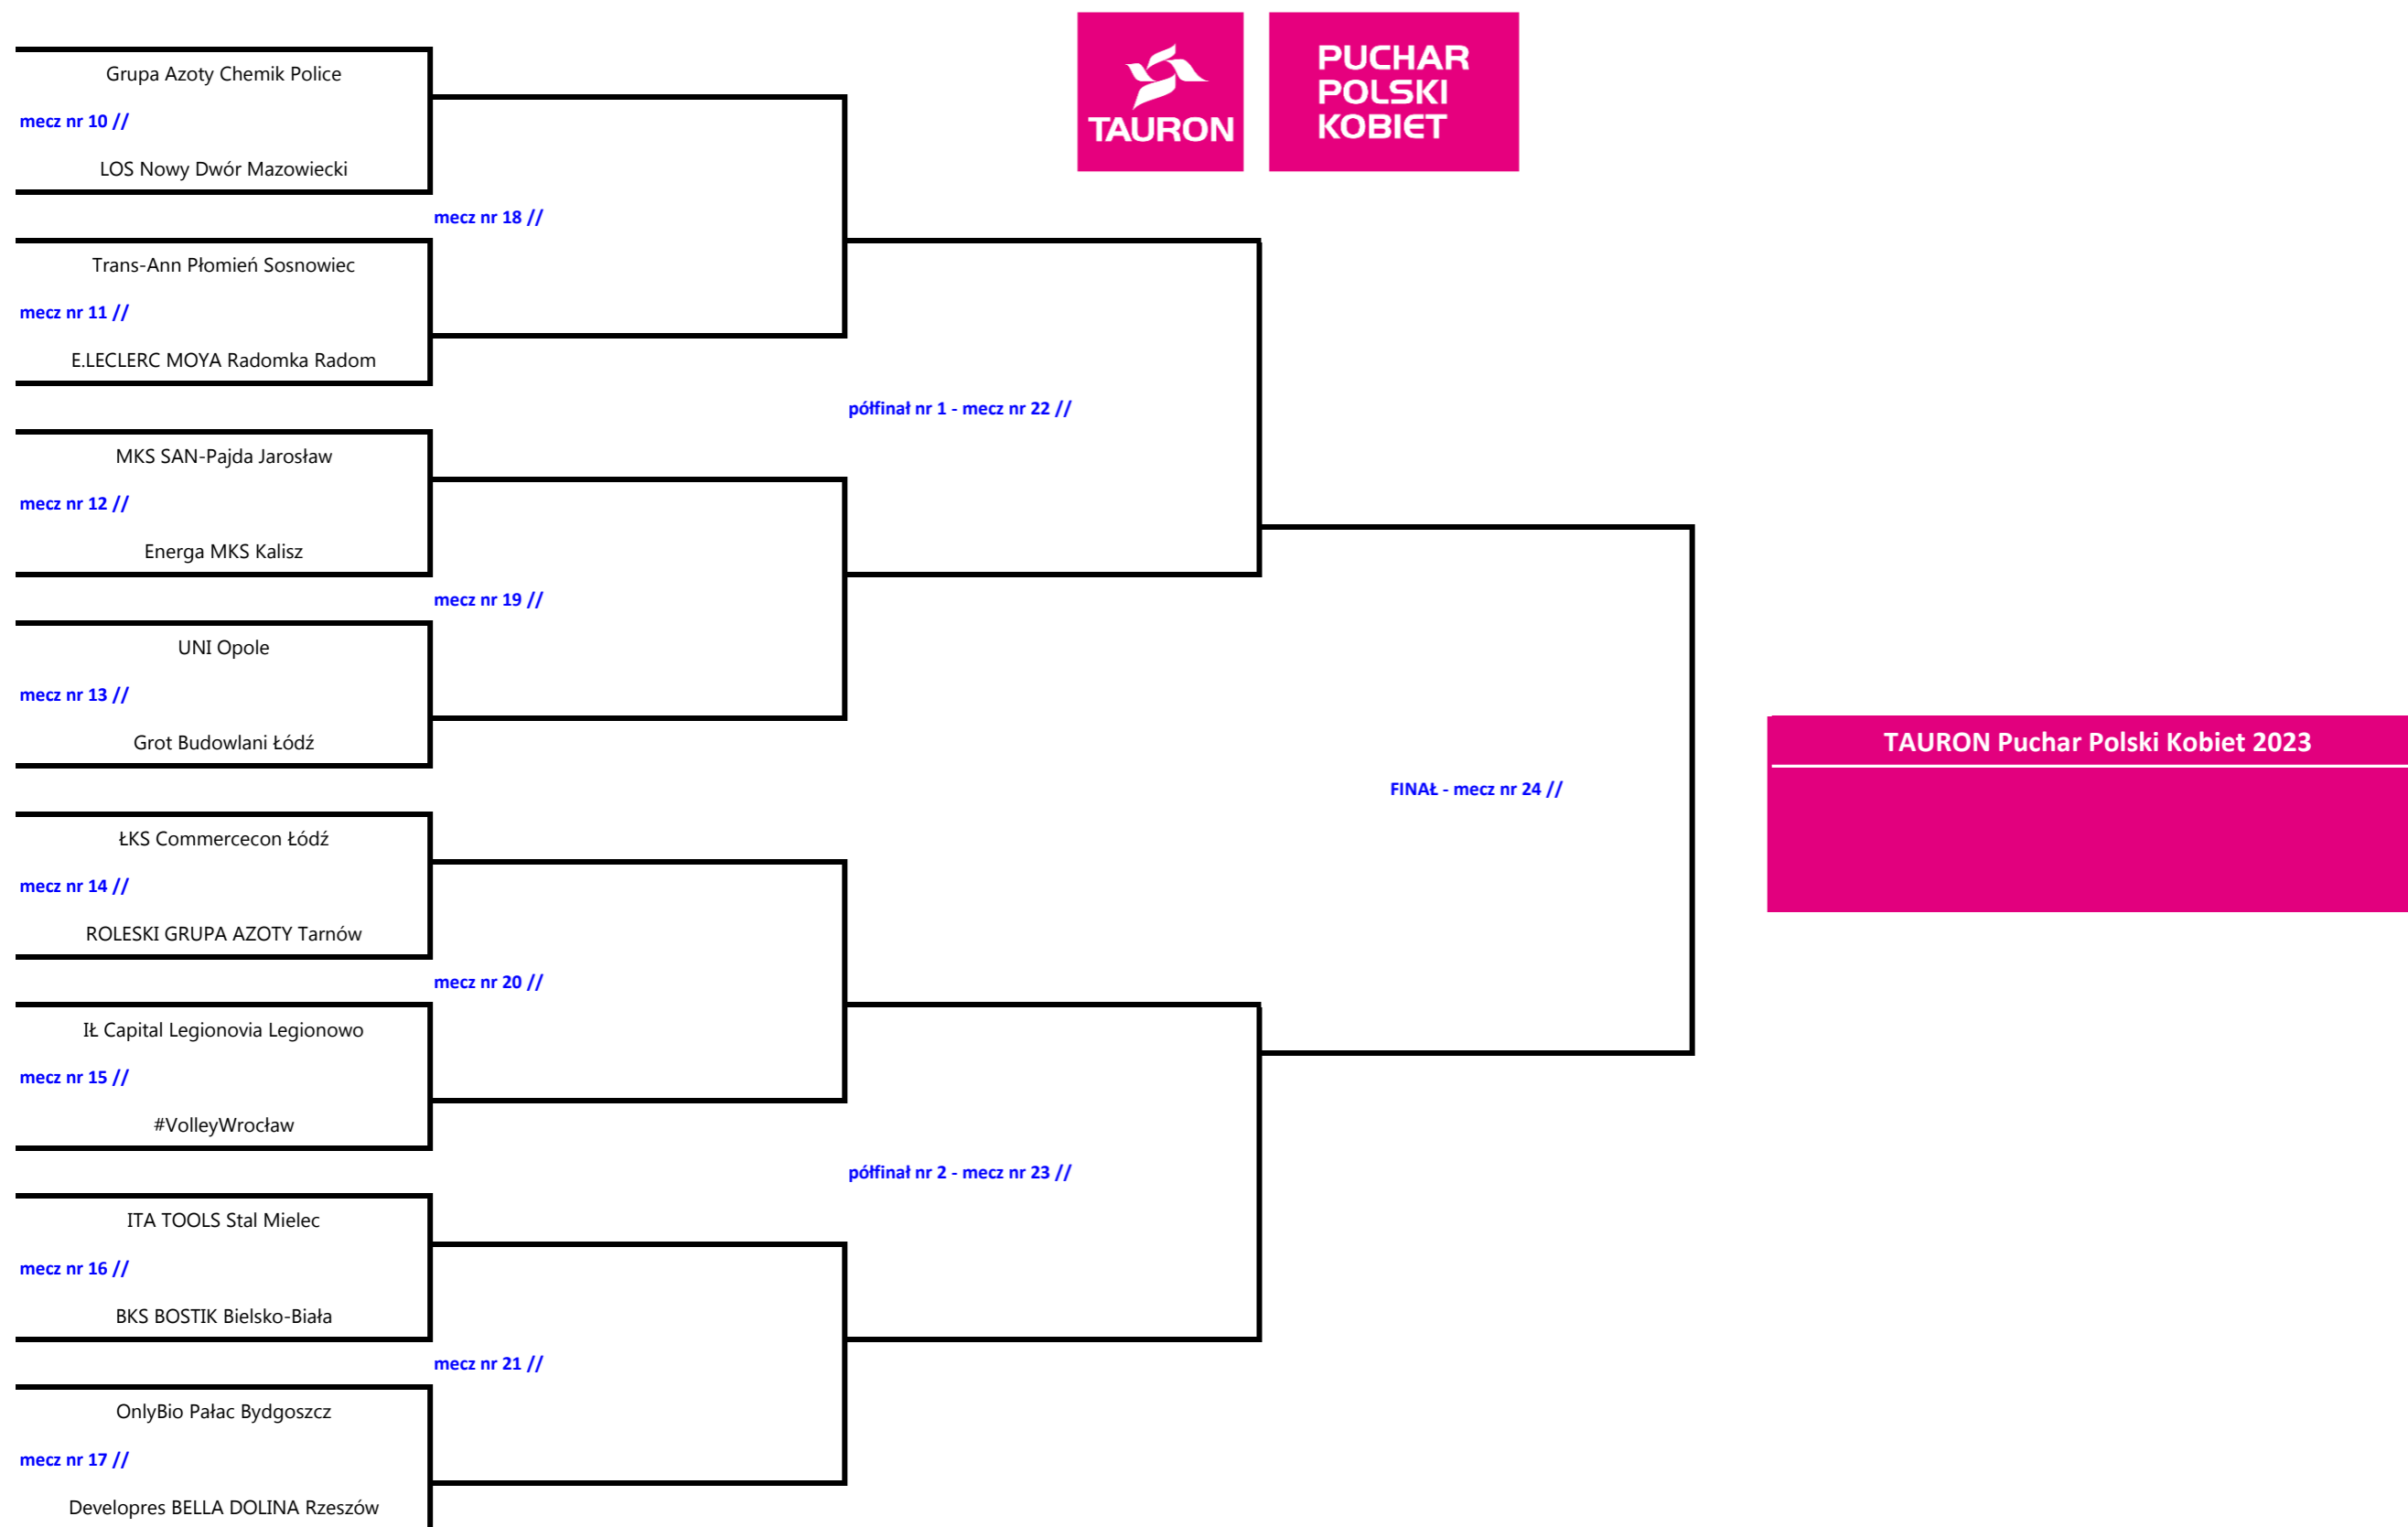 TAURON
PUCHAR
POLSKI
KOBIET
Grupa Azoty Chemik Police
mecz nr 10 //
LOS Nowy Dwór Mazowiecki
mecz nr 18 //
Trans-Ann Płomień Sosnowiec
mecz nr 11 //
E.LECLERC MOYA Radomka Radom
półfinał nr 1 - mecz nr 22 //
MKS SAN-Pajda Jarosław
mecz nr 12 //
Energa MKS Kalisz
mecz nr 19 //
UNI Opole
mecz nr 13 //
Grot Budowlani Łódź
TAURON Puchar Polski Kobiet 2023
FINAŁ - mecz nr 24 //
ŁKS Commercecon Łódź
mecz nr 14 //
ROLESKI GRUPA AZOTY Tarnów
mecz nr 20 //
IŁ Capital Legionovia Legionowo
mecz nr 15 //
#VolleyWrocław
półfinał nr 2 - mecz nr 23 //
ITA TOOLS Stal Mielec
mecz nr 16 //
BKS BOSTIK Bielsko-Biała
mecz nr 21 //
OnlyBio Pałac Bydgoszcz
mecz nr 17 //
Developres BELLA DOLINA Rzeszów